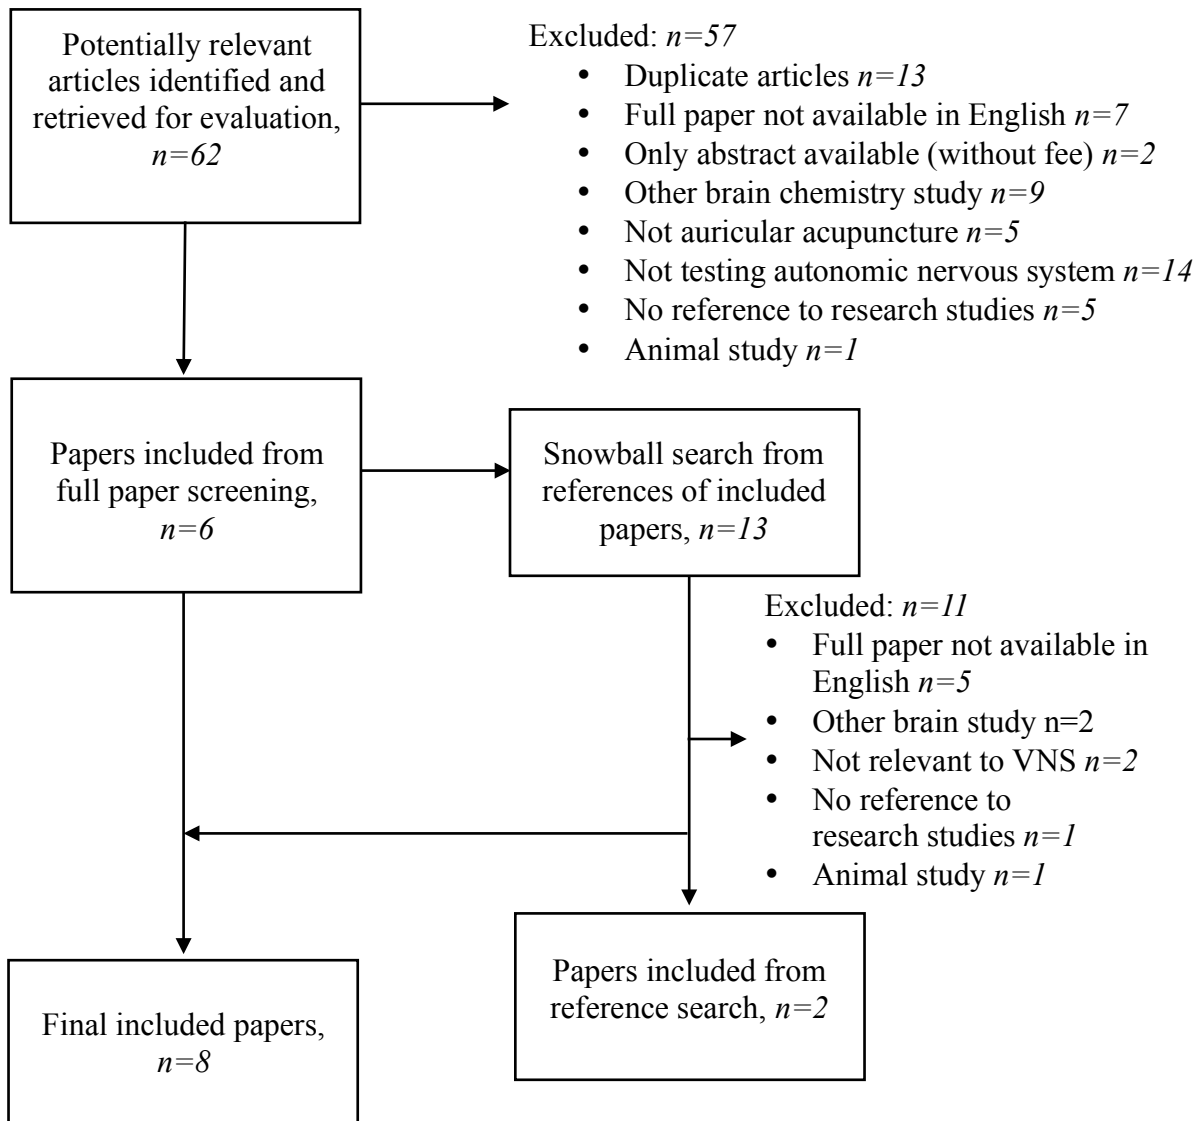 Potentially relevant
articles identified and
retrieved for evaluation,
n=62
Excluded: n=57
• Duplicate articles n=13
• Full paper not available in English n=7
• Only abstract available (without fee) n=2
• Other brain chemistry study n=9
• Not auricular acupuncture n=5
• Not testing autonomic nervous system n=14
• No reference to research studies n=5
• Animal study n=1
Papers included from
full paper screening,
n=6
Snowball search from
references of included
papers, n=13
Excluded: n=11
• Full paper not available in
English n=5
• Other brain study n=2
• Not relevant to VNS n=2
• No reference to
research studies n=1
• Animal study n=1
Papers included from
reference search, n=2
Final included papers,
n=8